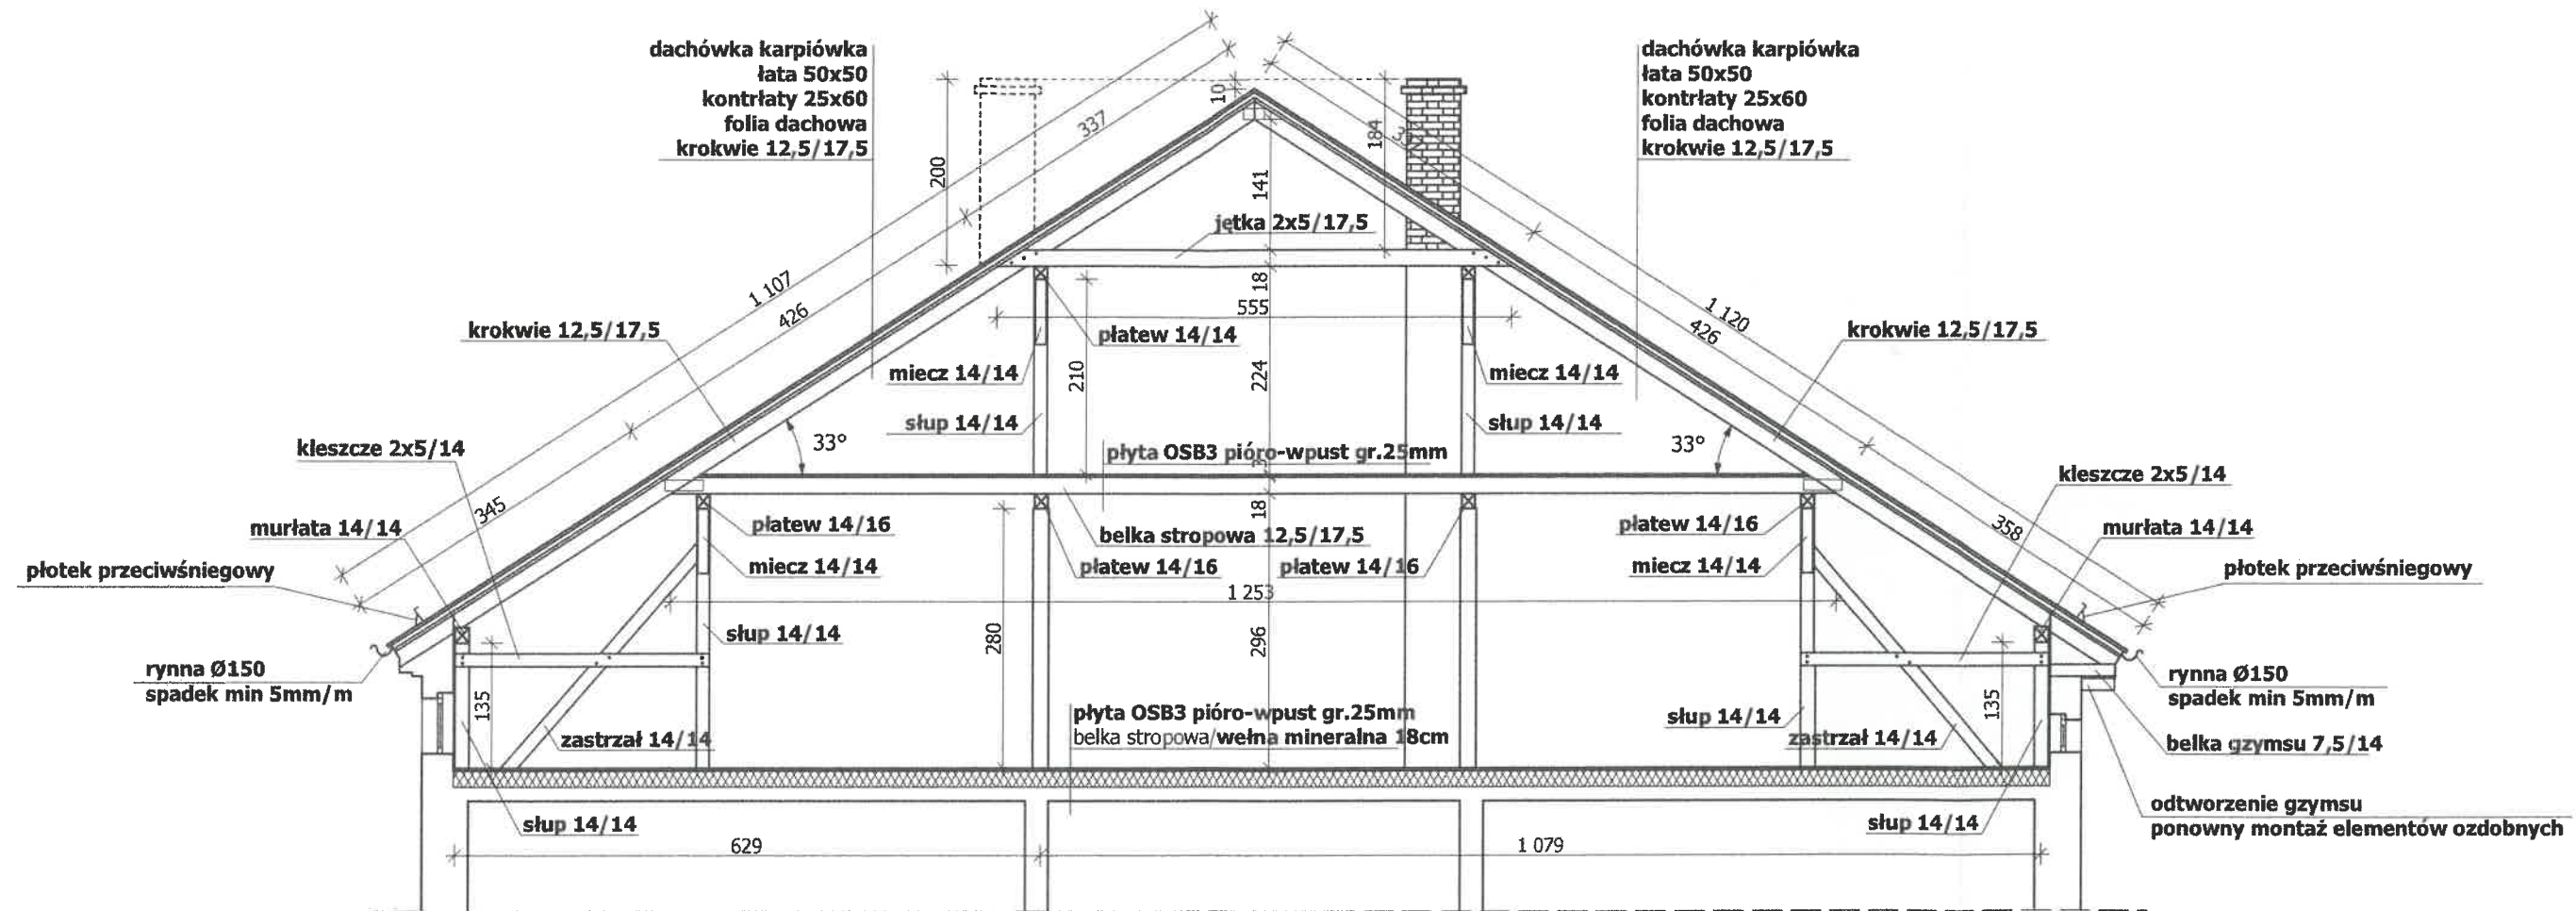 dachówka karpiówka
łata 50x50
kontrłaty 25x60
folia dachowa
krokwie 12,5/17,5
dachówka karpiówka
łata 50x50
kontrłaty 25x60
folia dachowa
krokwie 12,5/17,5
337
10
200
184
141
jętka 2x5/17,5
1 107
426
18
555
1 120
426
krokwie 12,5/17,5
płatew 14/14
krokwie 12,5/17,5
miecz 14/14
210
224
miecz 14/14
słup 14/14
słup 14/14
33°
33°
kleszcze 2x5/14
płyta OSB3 pióro-wpust gr.25mm
3
kleszcze 2x5/14
345
18
358
murłata 14/14
płatew 14/16
belka stropowa 12,5/17,5
płatew 14/16
murłata 14/14
płotek przeciwśniegowy
miecz 14/14
płatew 14/16
płatew 14/16
miecz 14/14
płotek przeciwśniegowy
1 253
słup 14/14
280
296
rynna Ø150
spadek min 5mm/m
rynna Ø150
spadek min 5mm/m
135
135
płyta OSB3 pióro-wpust gr.25mm
belka stropowa/wełna mineralna 18cm
słup 14/14
zastrzał 14/14
zastrzał 14/14
belka gzymsu 7,5/14
odtworzenie gzymsu
ponowny montaż elementów ozdobnych
słup 14/14
słup 14/14
629
1 079